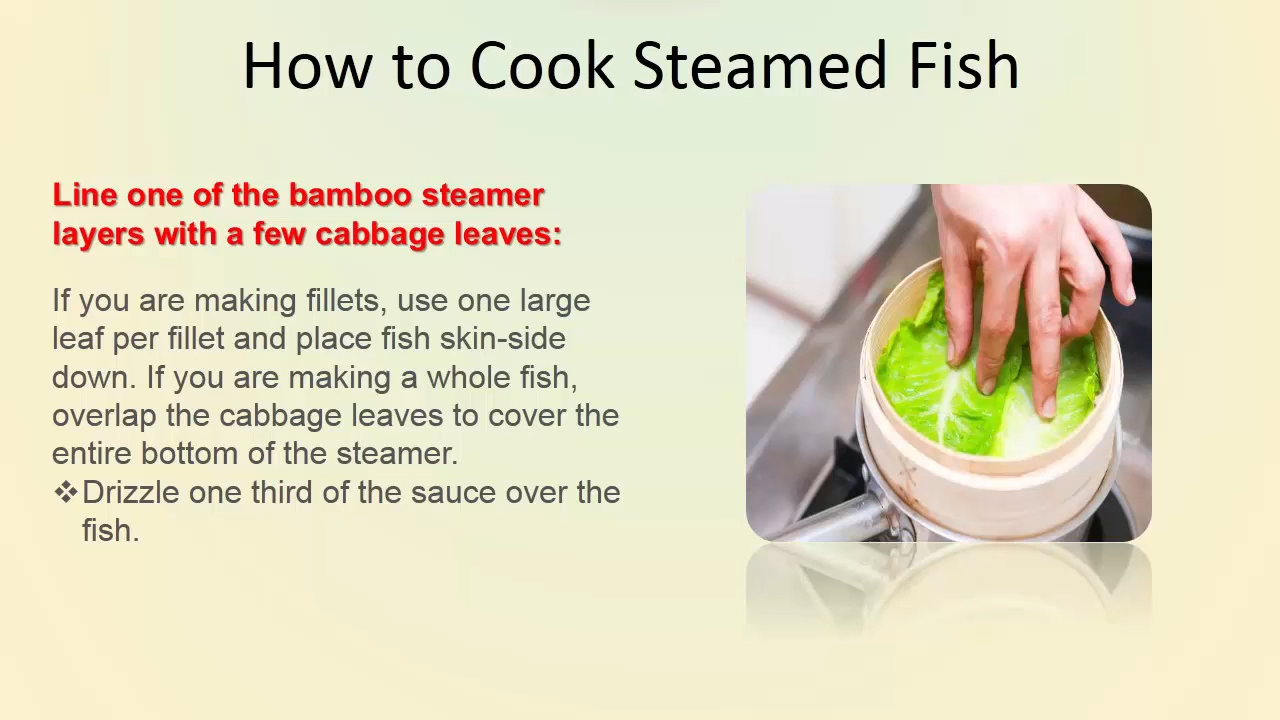 How to Cook Steamed Fish
Line one of the bamboo steamer
layers with a few cabbage leaves:
If you are making fillets, use one large
leaf per fillet and place fish skin-side
down. If you are making a whole fish,
overlap the cabbage leaves to cover the
entire bottom of the steamer.
❖Drizzle one third of the sauce over the
fish.